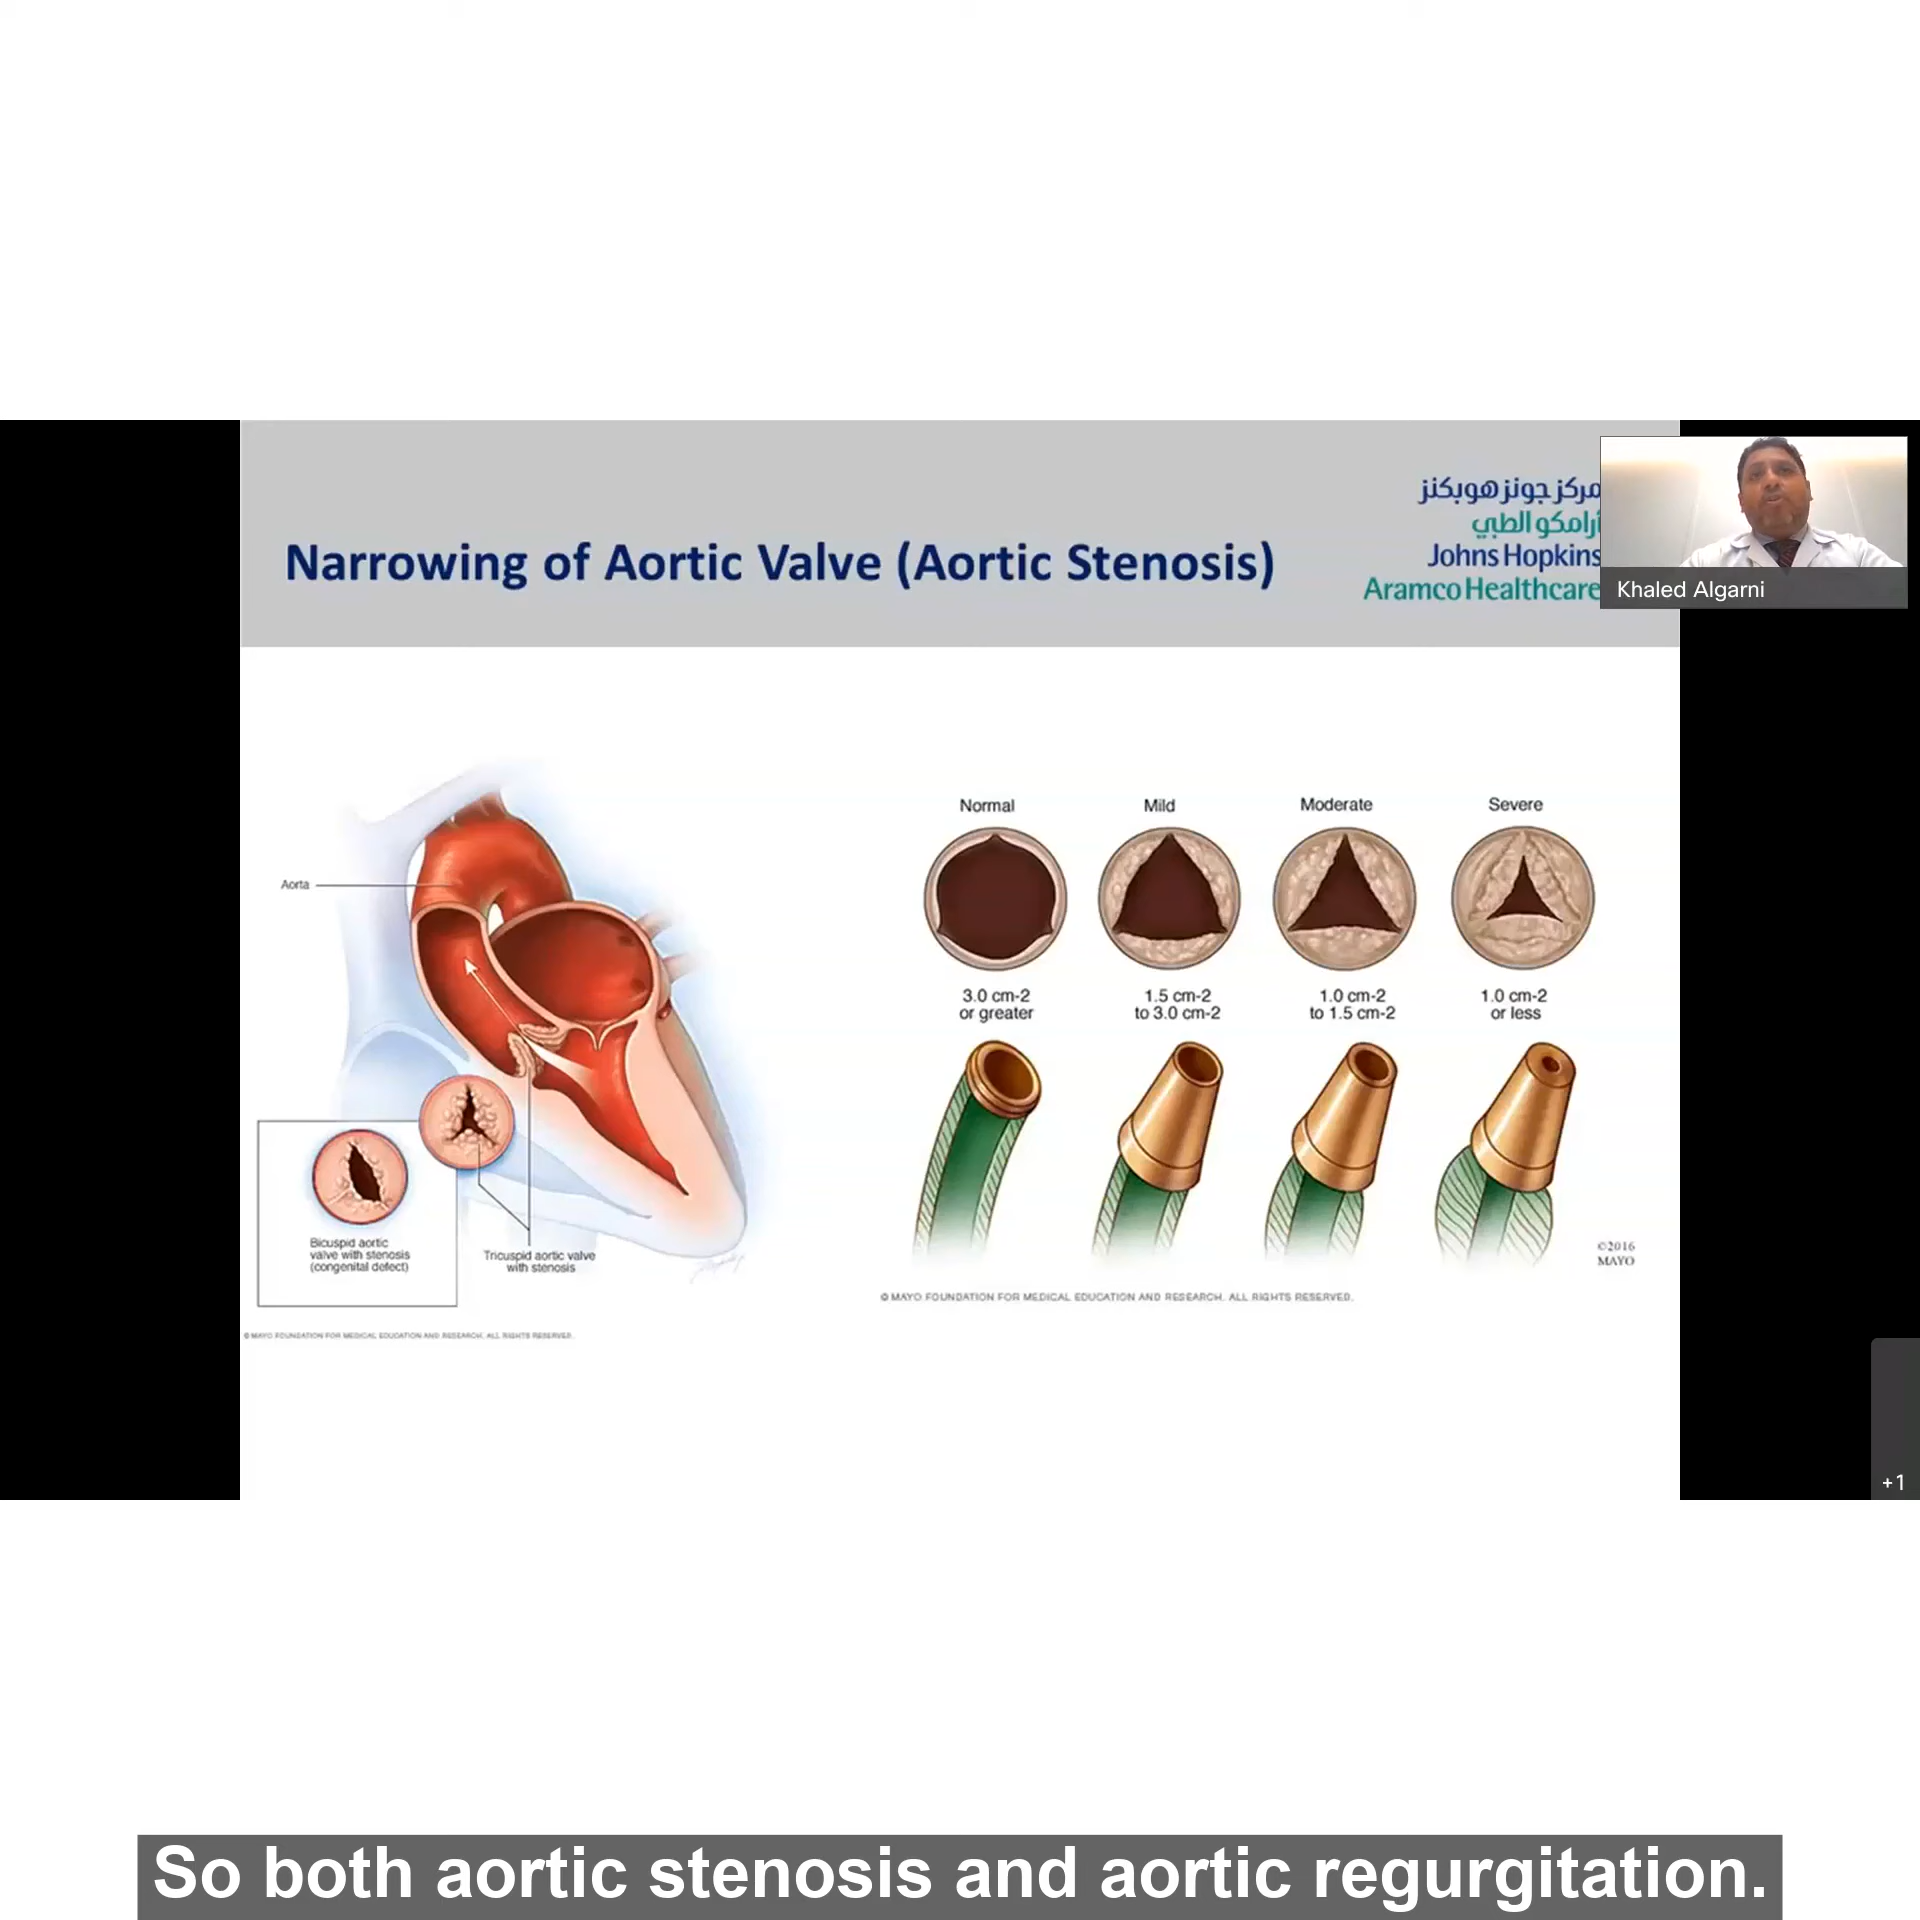 Narrowing of Aortic Valve (Aortic Stenosis)
مركز جونز هوبكنز
أرامكو الطبي
Johns Hopkins
Aramco Healthcare
Khaled Algarni
Aorta
Bicuspid aortic
valve with stenosis
(congenital defect)
Tricuspid aortic valve
with stenosis
© MAYO FOUNDATION FOR MEDICAL EDUCATION AND RESEARCH. ALL RIGHTS RESERVED.
Normal Mild Moderate Severe
3.0 cm-2 1.5 cm-2 1.0 cm-2 1.0 cm-2
or greater to 3.0 cm-2 to 1.5 cm-2 or less
©2016
MAYO
© MAYO FOUNDATION FOR MEDICAL EDUCATION AND RESEARCH. ALL RIGHTS RESERVED.
+1
So both aortic stenosis and aortic regurgitation.